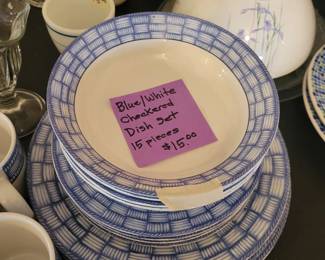 Blue/White
Checkered
Dish Set
15 pieces
$15.00